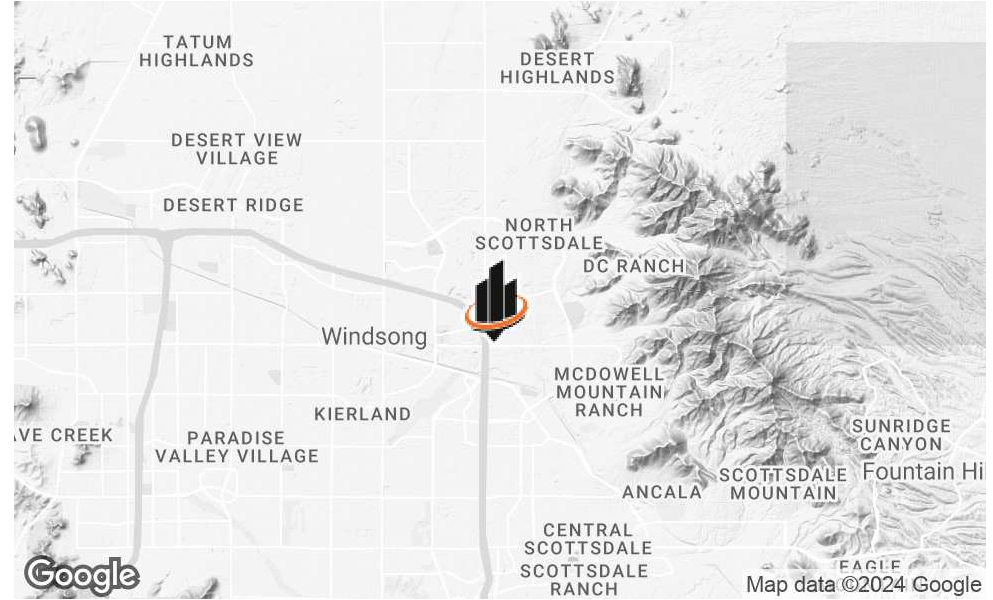 TATUM
HIGHLANDS
DESERT
HIGHLANDS
DESERT VIEW
VILLAGE
DESERT RIDGE
NORTH
SCOTTSDALE
DC RANCH
Windsong
MCDOWELL
MOUNTAIN
RANCH
KIERLAND
AVE CREEK
PARADISE
VALLEY VILLAGE
SUNRIDGE
CANYON
Fountain Hil
SCOTTSDALE
MOUNTAIN
ANCALA
CENTRAL
SCOTTSDALE
SCOTTSDALE
RANCH
EAGLE
Google
Map data ©2024 Google